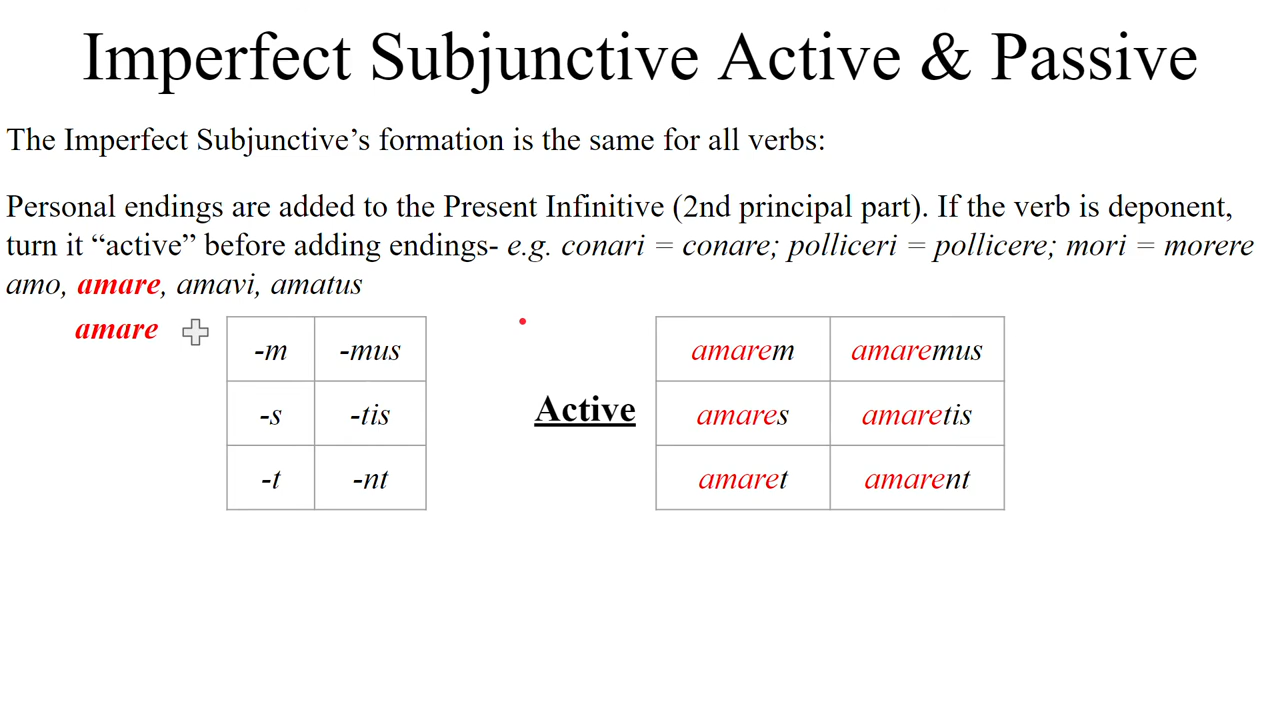 Imperfect Subjunctive Active & Passive
The Imperfect Subjunctive’s formation is the same for all verbs:
Personal endings are added to the Present Infinitive (2nd principal part). If the verb is deponent,
turn it “active” before adding endings- e.g. conari = conare; polliceri = pollicere; mori = morere
amo, amare, amavi, amatus
amare
-m -mus
-s -tis
-t -nt
Active
amarem amaremus
amares amaretis
amaret amarent